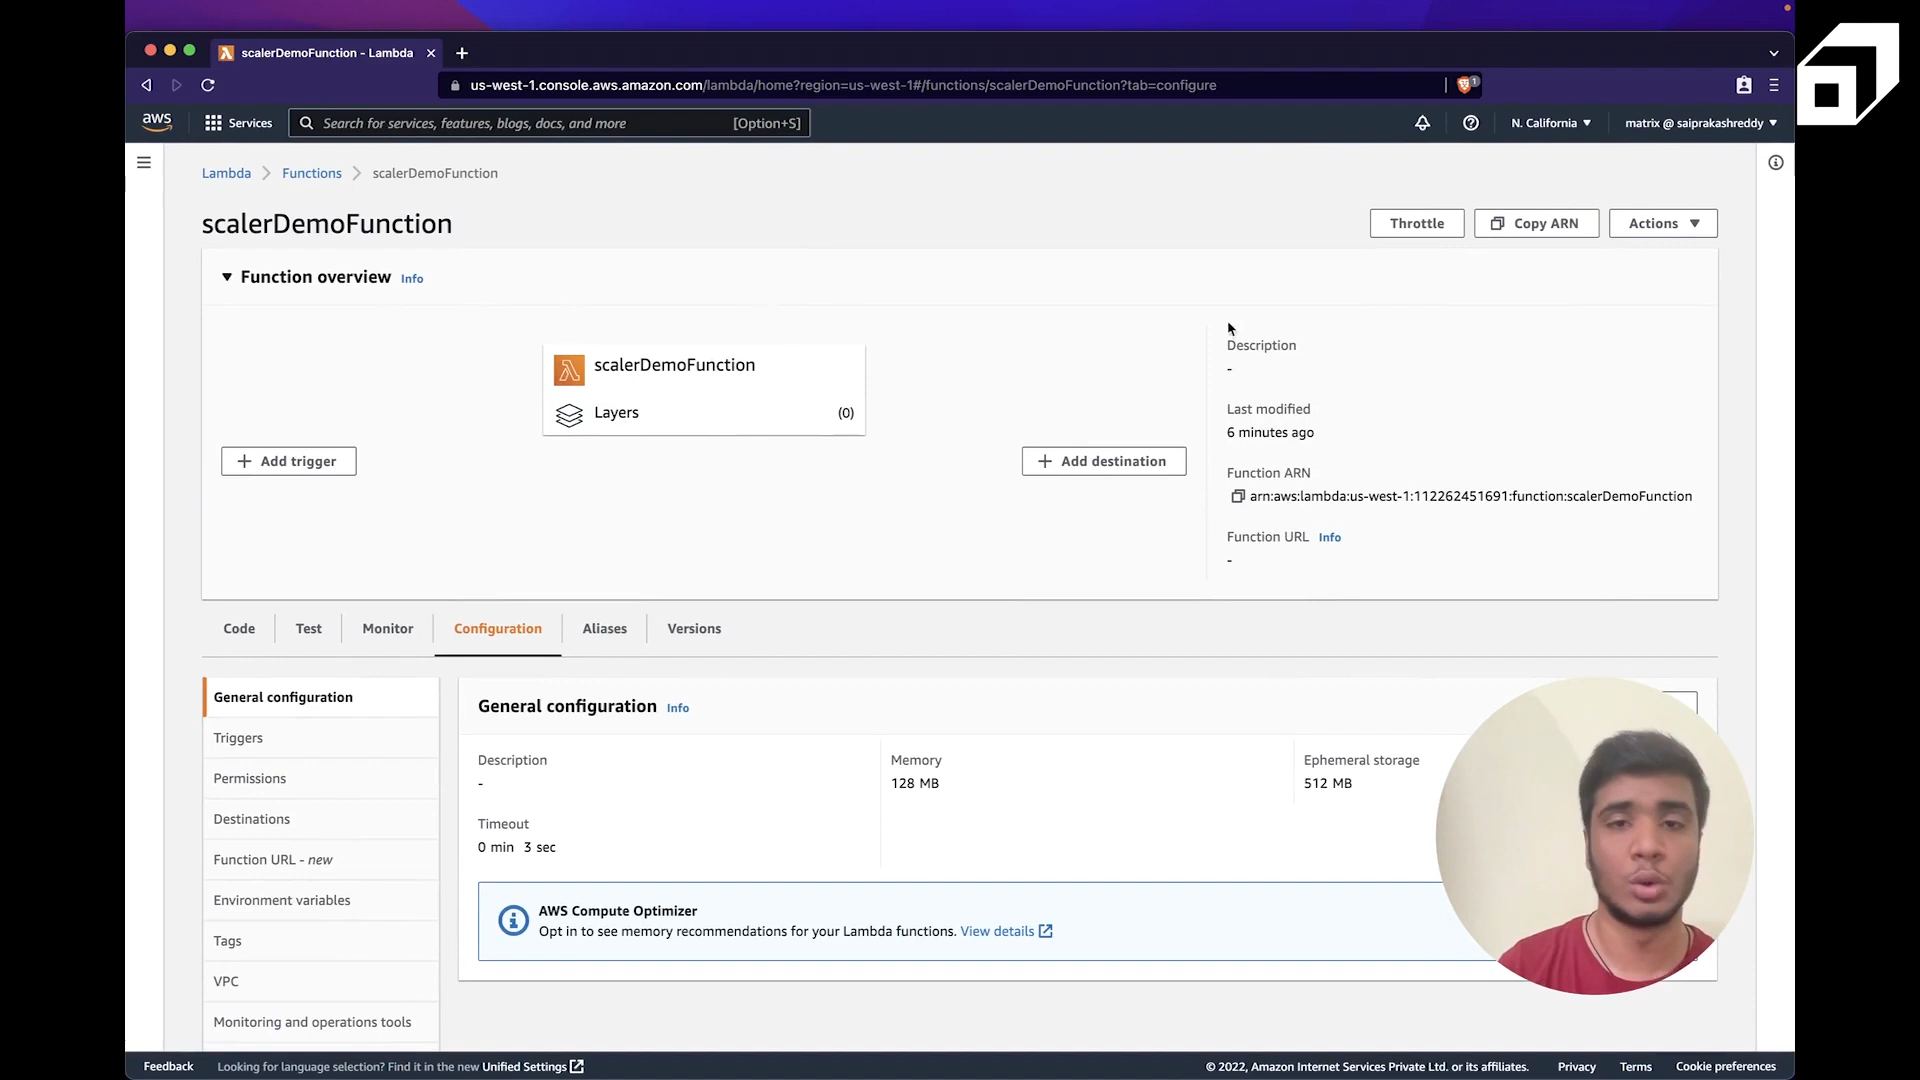 scalerDemoFunction - Lambda
us-west-1.console.aws.amazon.com/lambda/home?region=us-west-1#/functions/scalerDemoFunction?tab=configure
1
aws
Services
Search for services, features, blogs, docs, and more
[Option+S]
N. California
matrix @ saiprakashreddy
Lambda
Functions
scalerDemoFunction
scalerDemoFunction
Throttle
Copy ARN
Actions
Function overview
Info
scalerDemoFunction
Layers
(0)
Add trigger
Add destination
Description
-
Last modified
6 minutes ago
Function ARN
arn:aws:lambda:us-west-1:112262451691:function:scalerDemoFunction
Function URL
Info
-
Code
Test
Monitor
Configuration
Aliases
Versions
General configuration
Triggers
Permissions
Destinations
Function URL - new
Environment variables
Tags
VPC
Monitoring and operations tools
General configuration
Info
Description
-
Memory
128 MB
Ephemeral storage
512 MB
Timeout
0 min 3 sec
AWS Compute Optimizer
Opt in to see memory recommendations for your Lambda functions. View details
Feedback
Looking for language selection? Find it in the new Unified Settings
© 2022, Amazon Internet Services Private Ltd. or its affiliates.
Privacy
Terms
Cookie preferences